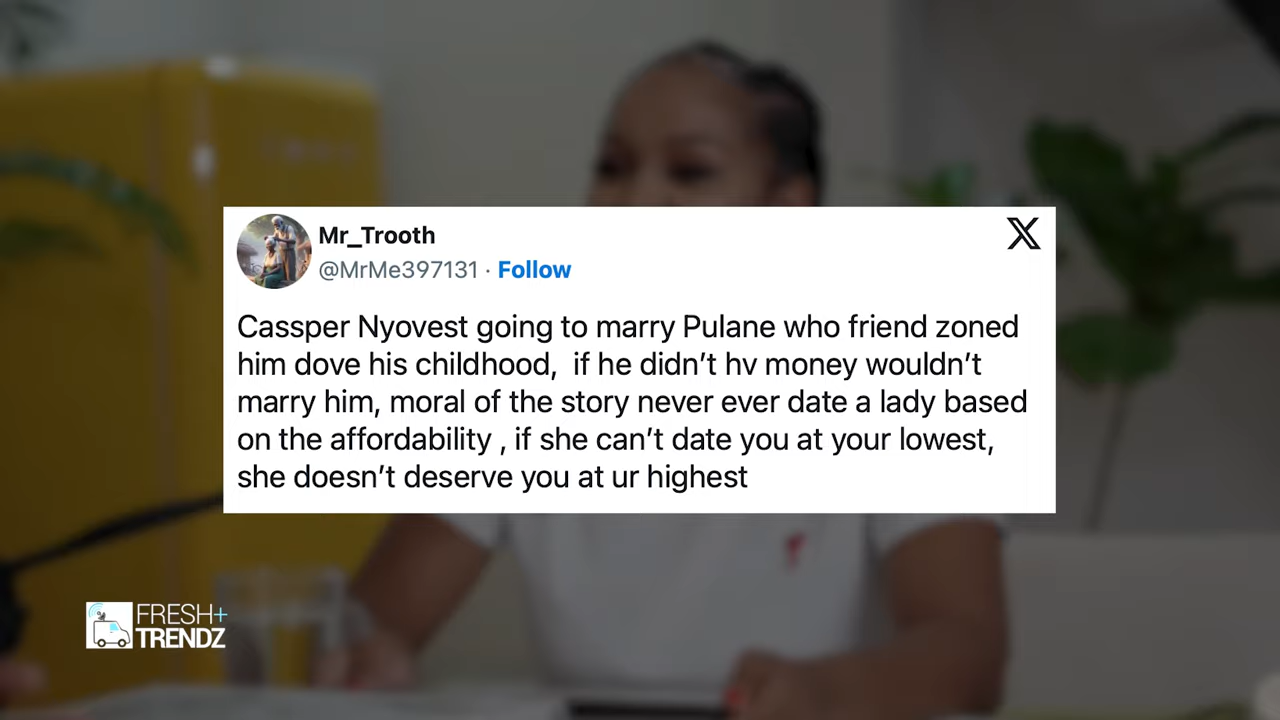 Mr_Trooth
@MrMe397131 · Follow
Cassper Nyovest going to marry Pulane who friend zoned
him dove his childhood,  if he didn’t hv money wouldn’t
marry him, moral of the story never ever date a lady based
on the affordability , if she can’t date you at your lowest,
she doesn’t deserve you at ur highest
FRESH+
TRENDZ